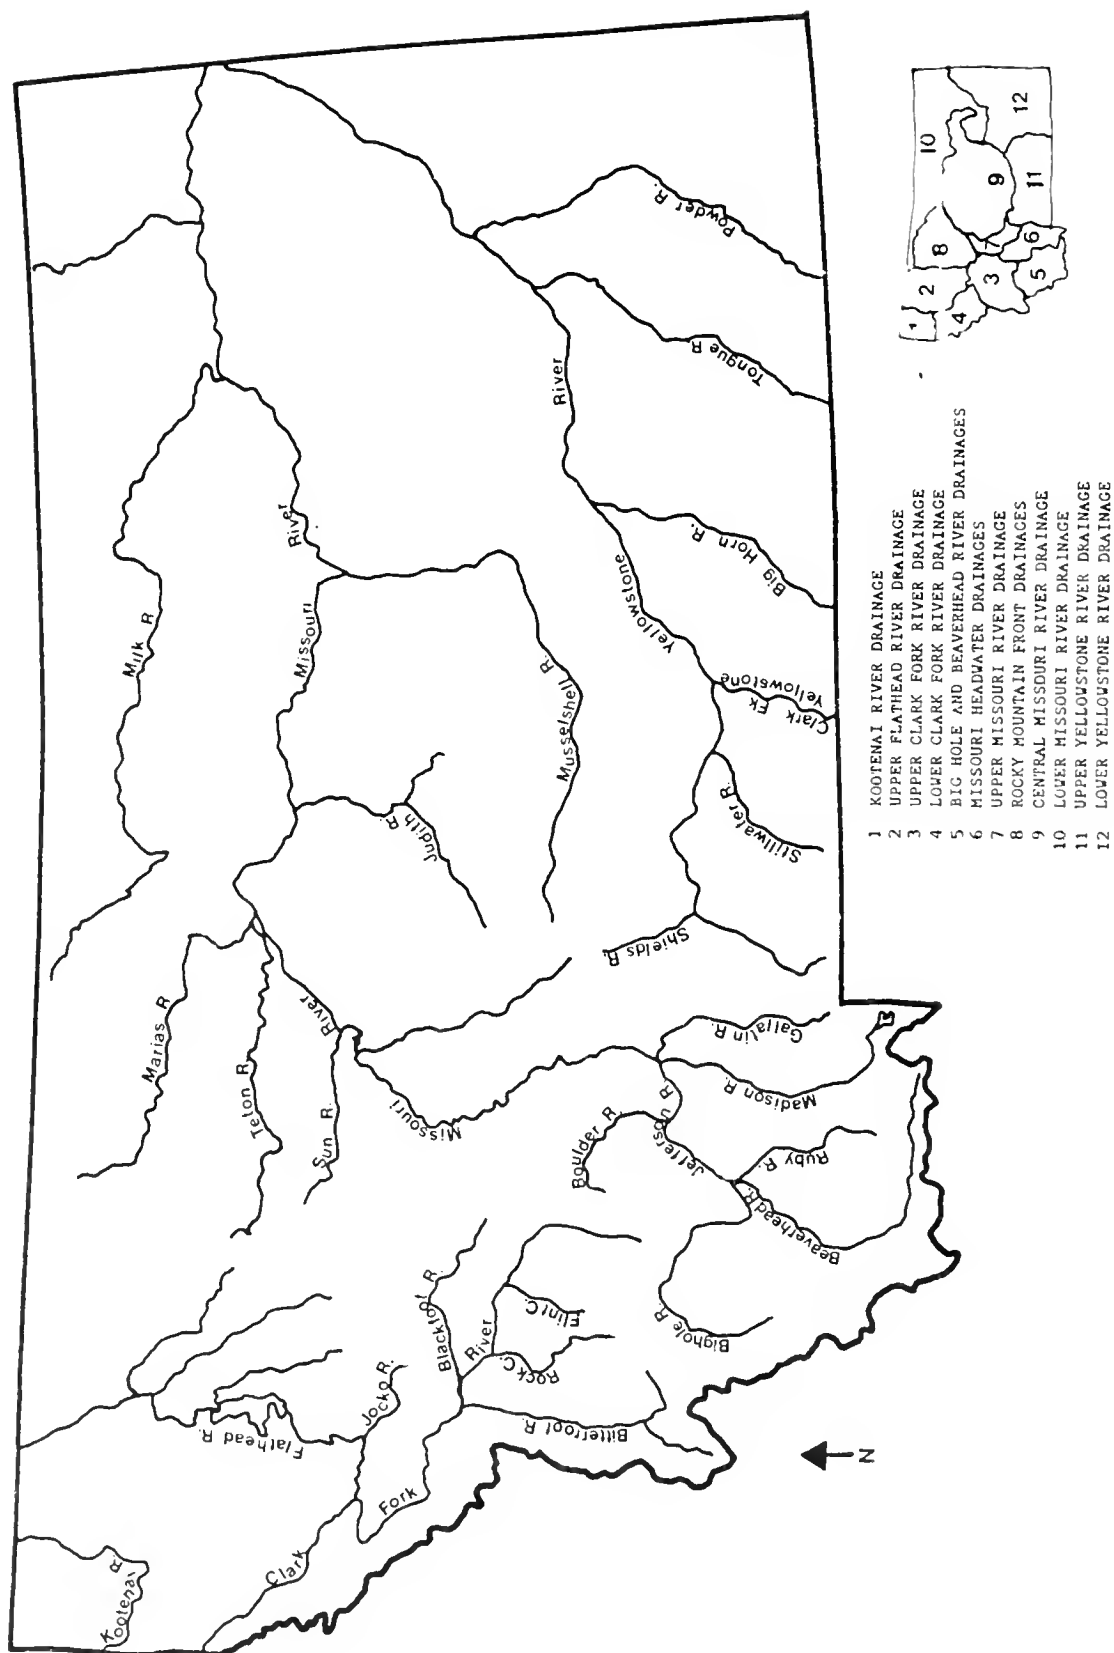 Kootenai R.
Clark
Fork
Flathead R.
Jocko R.
Blackfoot R.
River
Rock C.
Flint C.
Bitterroot R.
Bighole R.
Beaverhead R.
Ruby R.
Jefferson R.
Boulder R.
Madison R.
Gallatin R.
Missouri
River
Sun R.
Teton R.
Marias R
Milk R
Judith R.
Missouri
River
Musselshell R.
Shields R.
Stillwater R.
Clark Fk Yellowstone
Yellowstone
River
Big Horn R.
Tongue R
Powder R.
N
1 KOOTENAI RIVER DRAINAGE
2 UPPER FLATHEAD RIVER DRAINAGE
3 UPPER CLARK FORK RIVER DRAINAGE
4 LOWER CLARK FORK RIVER DRAINAGE
5 BIG HOLE AND BEAVERHEAD RIVER DRAINAGES
6 MISSOURI HEADWATER DRAINAGES
7 UPPER MISSOURI RIVER DRAINAGE
8 ROCKY MOUNTAIN FRONT DRAINAGES
9 CENTRAL MISSOURI RIVER DRAINAGE
10 LOWER MISSOURI RIVER DRAINAGE
11 UPPER YELLOWSTONE RIVER DRAINAGE
12 LOWER YELLOWSTONE RIVER DRAINAGE
1
2
3
4
5
6
7
8
9
10
11
12